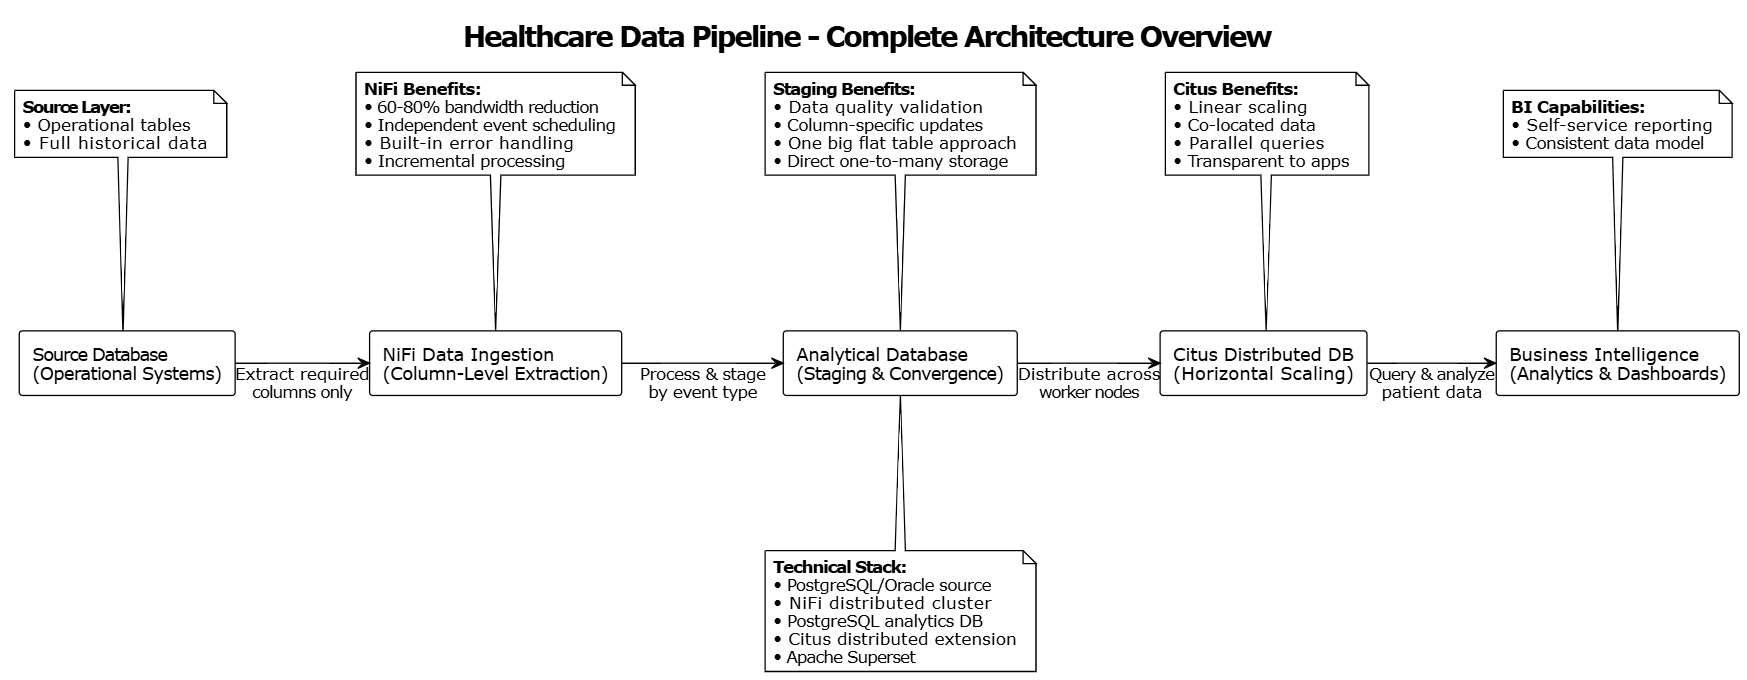 Healthcare Data Pipeline - Complete Architecture Overview
Source Layer:
• Operational tables
• Full historical data
NiFi Benefits:
• 60-80% bandwidth reduction
• Independent event scheduling
• Built-in error handling
• Incremental processing
Staging Benefits:
• Data quality validation
• Column-specific updates
• One big flat table approach
• Direct one-to-many storage
Citus Benefits:
• Linear scaling
• Co-located data
• Parallel queries
• Transparent to apps
BI Capabilities:
• Self-service reporting
• Consistent data model
Source Database
(Operational Systems)
Extract required
columns only
NiFi Data Ingestion
(Column-Level Extraction)
Process & stage
by event type
Analytical Database
(Staging & Convergence)
Distribute across
worker nodes
Citus Distributed DB
(Horizontal Scaling)
Query & analyze
patient data
Business Intelligence
(Analytics & Dashboards)
Technical Stack:
• PostgreSQL/Oracle source
• NiFi distributed cluster
• PostgreSQL analytics DB
• Citus distributed extension
• Apache Superset